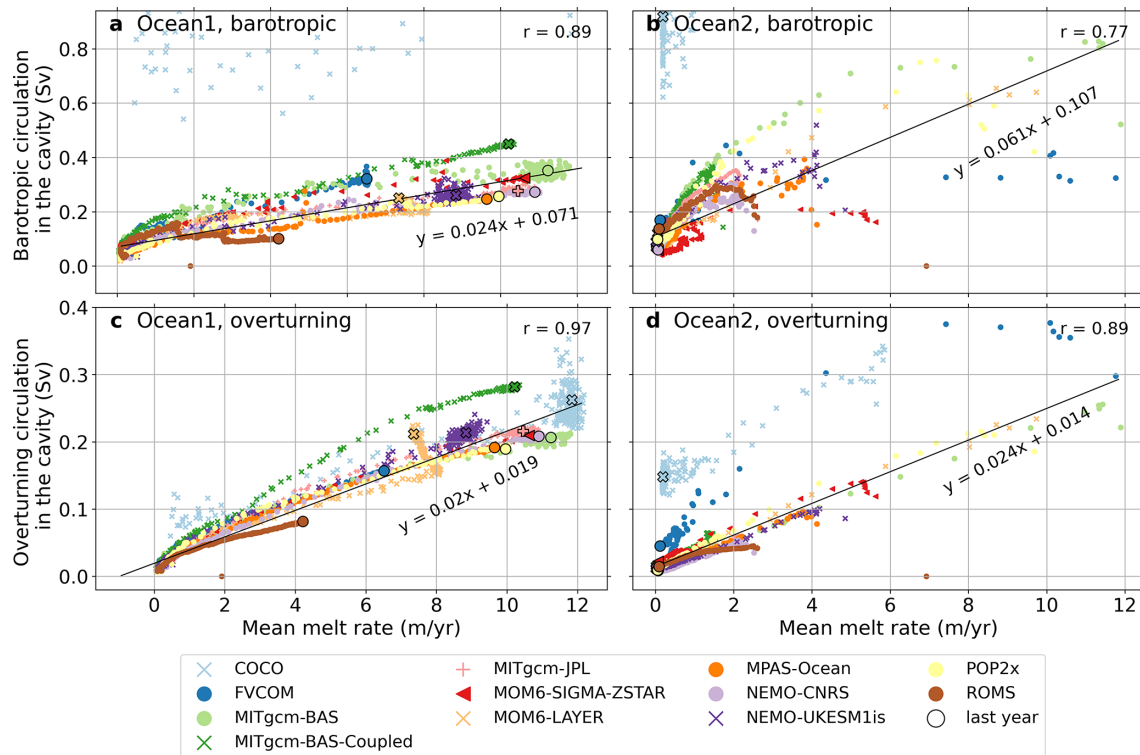 a Ocean1, barotropic
r = 0.89
b Ocean2, barotropic
r = 0.77
Barotropic circulation
in the cavity (Sv)
0.8
0.6
0.4
0.2
0.0
y = 0.024x + 0.071
y = 0.061x + 0.107
c Ocean1, overturning
r = 0.97
d Ocean2, overturning
r = 0.89
Overturning circulation
in the cavity (Sv)
0.4
0.3
0.2
0.1
0.0
y = 0.02x + 0.019
y = 0.024x + 0.014
0 2 4 6 8 10 12
0 2 4 6 8 10 12
Mean melt rate (m/yr)
Mean melt rate (m/yr)
COCO
FVCOM
MITgcm-BAS
MITgcm-BAS-Coupled
MITgcm-JPL
MOM6-SIGMA-ZSTAR
MOM6-LAYER
MPAS-Ocean
NEMO-CNRS
NEMO-UKESM1is
POP2x
ROMS
last year